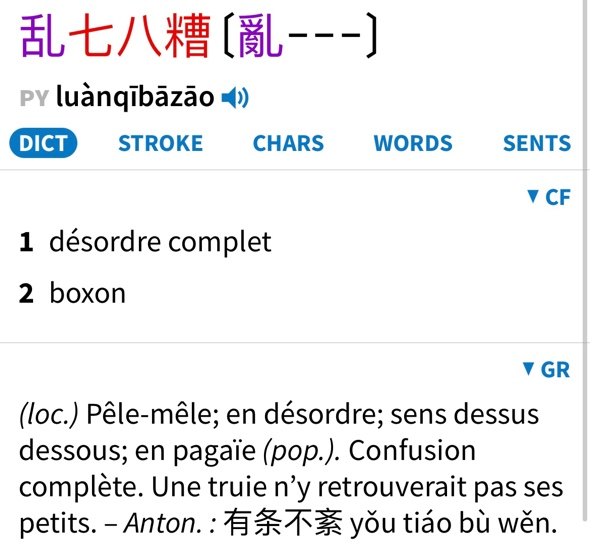 乱七八糟 [亂---]
PY luànqībāzāo
DICT STROKE CHARS WORDS SENTS
▼ CF
1 désordre complet
2 boxon
▼ GR
(loc.) Pêle-mêle; en désordre; sens dessus
dessous; en pagaïe (pop.). Confusion
complète. Une truie n’y retrouverait pas ses
petits. – Anton. : 有条不紊 yǒu tiáo bù wěn.